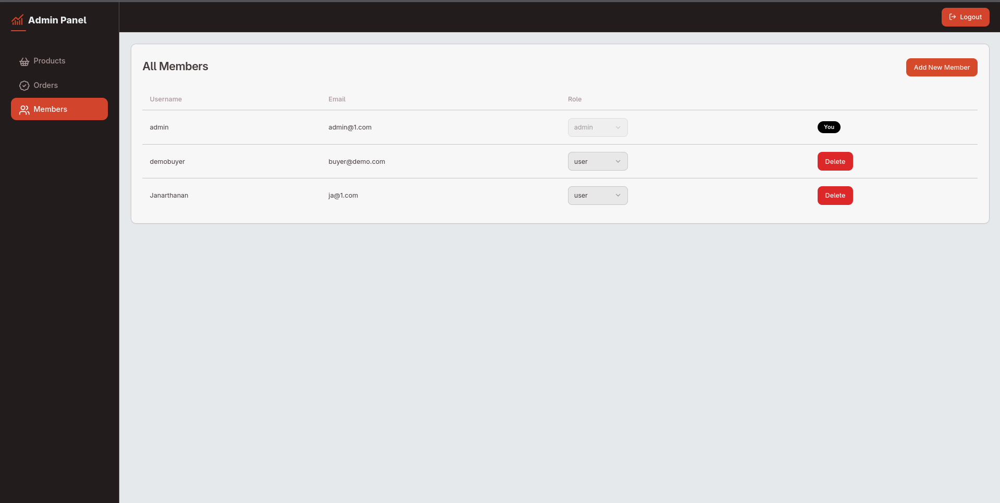 Admin Panel
Logout
Products
Orders
Members
All Members
Add New Member
Username Email Role
admin admin@1.com admin You
demobuyer buyer@demo.com user Delete
Janarthanan ja@1.com user Delete